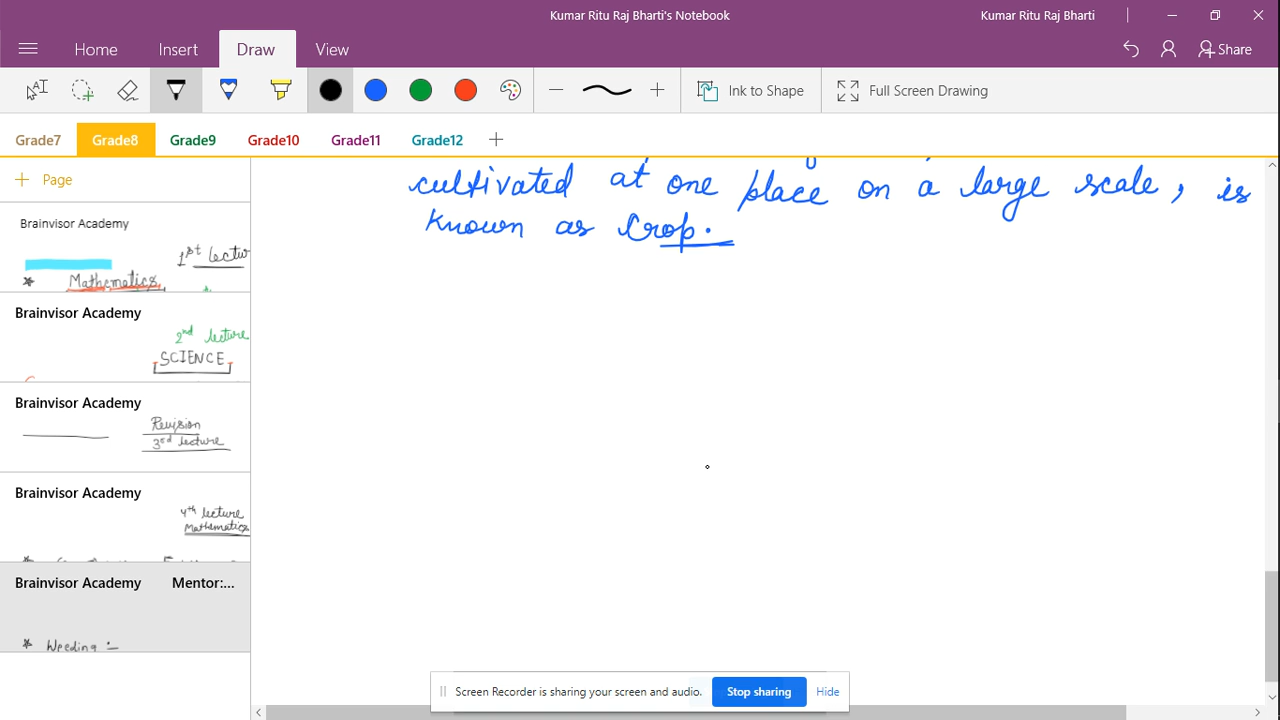 Kumar Ritu Raj Bharti's Notebook
Kumar Ritu Raj Bharti
Home Insert Draw View
Share
Ink to Shape
Full Screen Drawing
Grade7 Grade8 Grade9 Grade10 Grade11 Grade12
Page
Brainvisor Academy
1st lectur
* Mathematics
Brainvisor Academy
2nd lecture
SCIENCE
Brainvisor Academy
Revision
3rd lecture
Brainvisor Academy
4th lecture
Mathematics
Brainvisor Academy Mentor:...
* Weeding :-
cultivated at one place on a large scale, is
known as Crop.
Screen Recorder is sharing your screen and audio.
Stop sharing
Hide